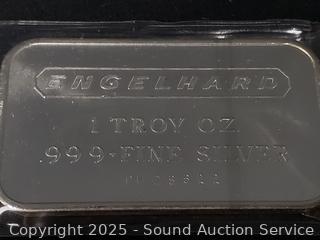 ENGELHARD
1 TROY OZ.
.999+FINE SILVER
Copyright 2025 - Sound Auction Service